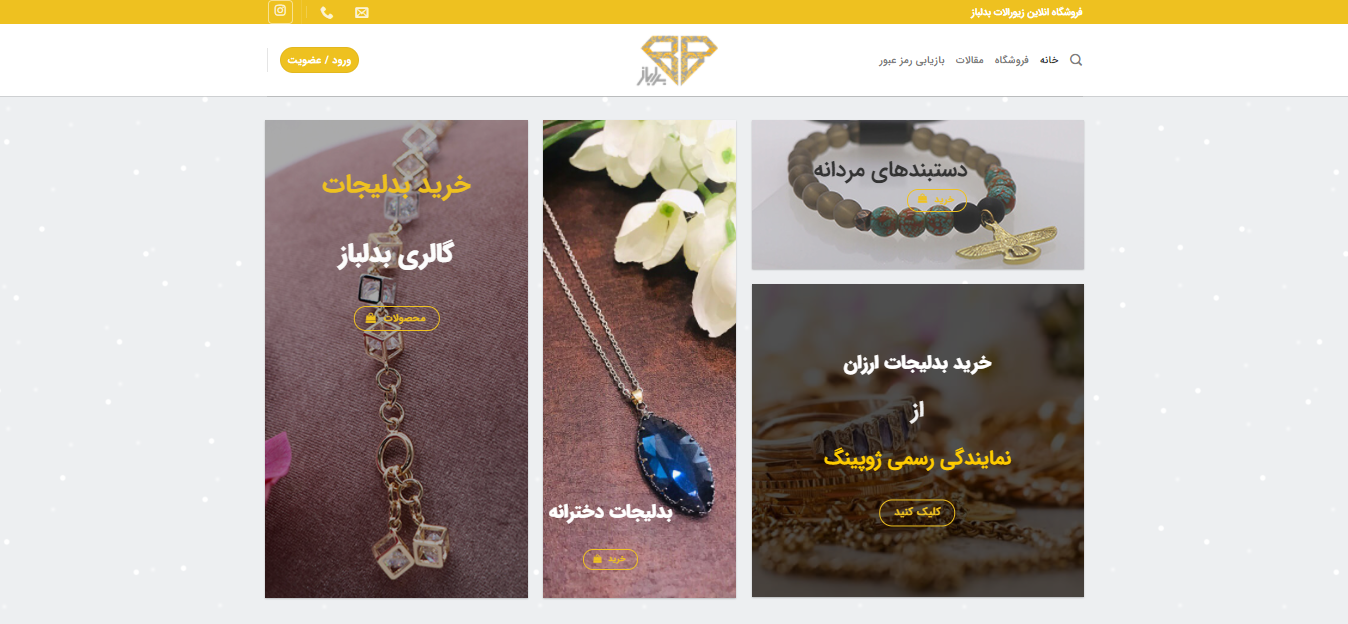 فروشگاه انلاین زیورالات بدلباز
خانه
فروشگاه
مقالات
بازیابی رمز عبور
بدلباز
ورود / عضویت
دستبندهای مردانه
خرید
خرید بدلیجات ارزان
از
نمایندگی رسمی ژوپینگ
کلیک کنید
بدلیجات دخترانه
خرید
خرید بدلیجات
گالری بدلباز
محصولات